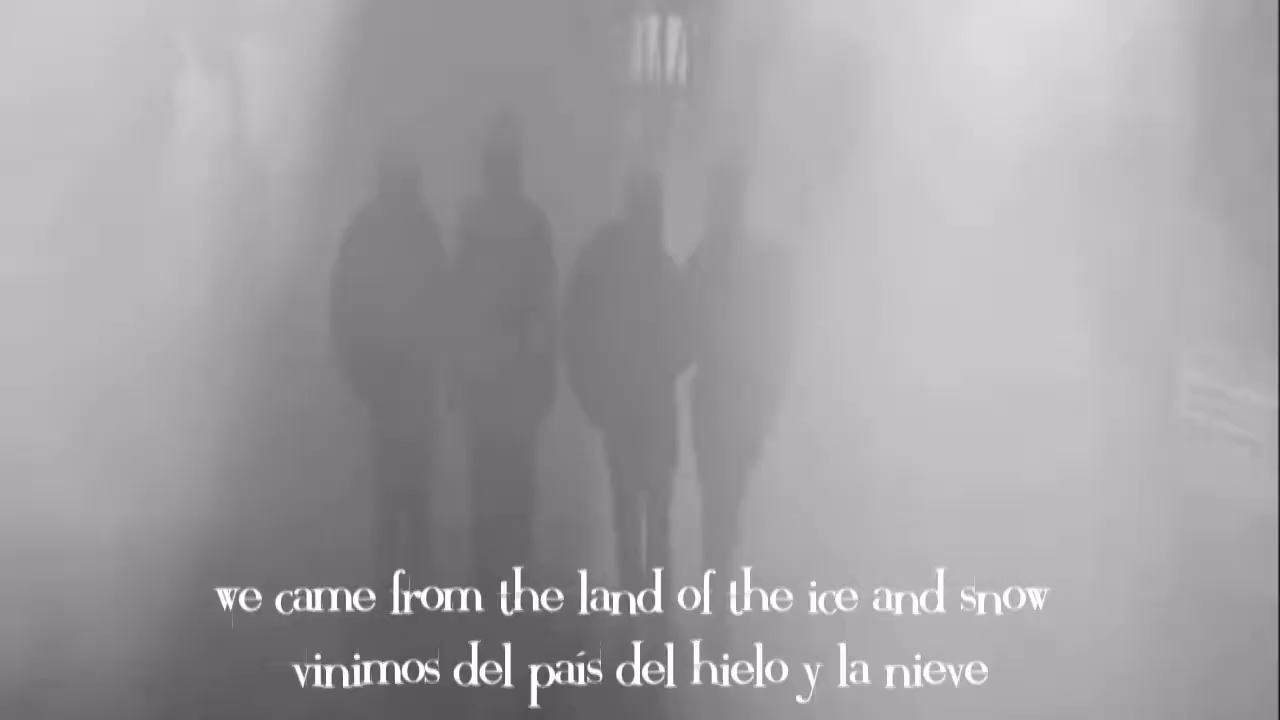 we came from the land of the ice and snow
vinimos del país del hielo y la nieve